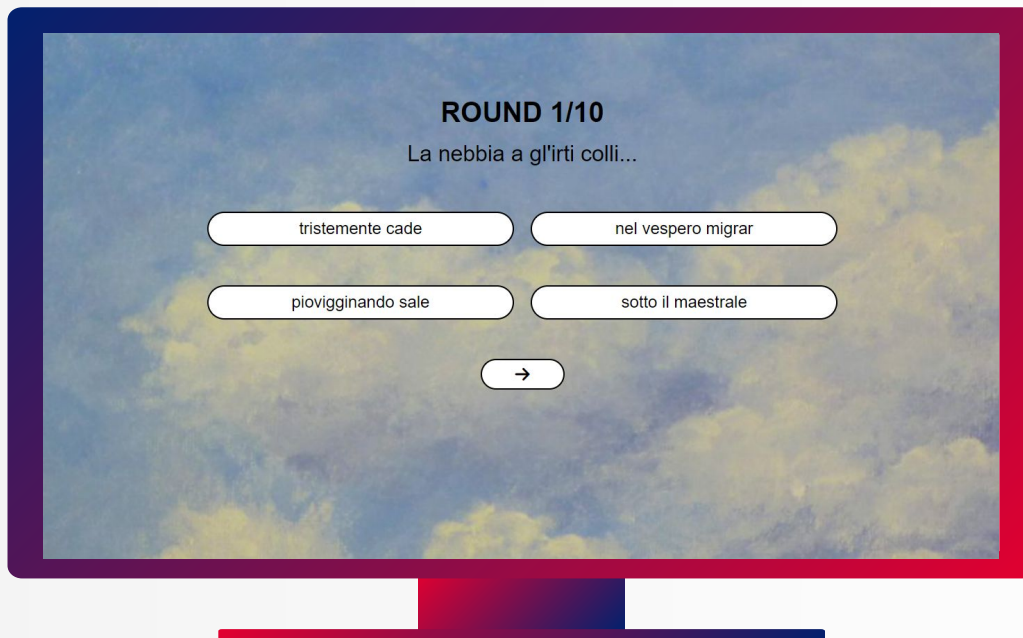 ROUND 1/10
La nebbia a gl'irti colli...
tristemente cade
nel vespero migrar
piovigginando sale
sotto il maestrale
→